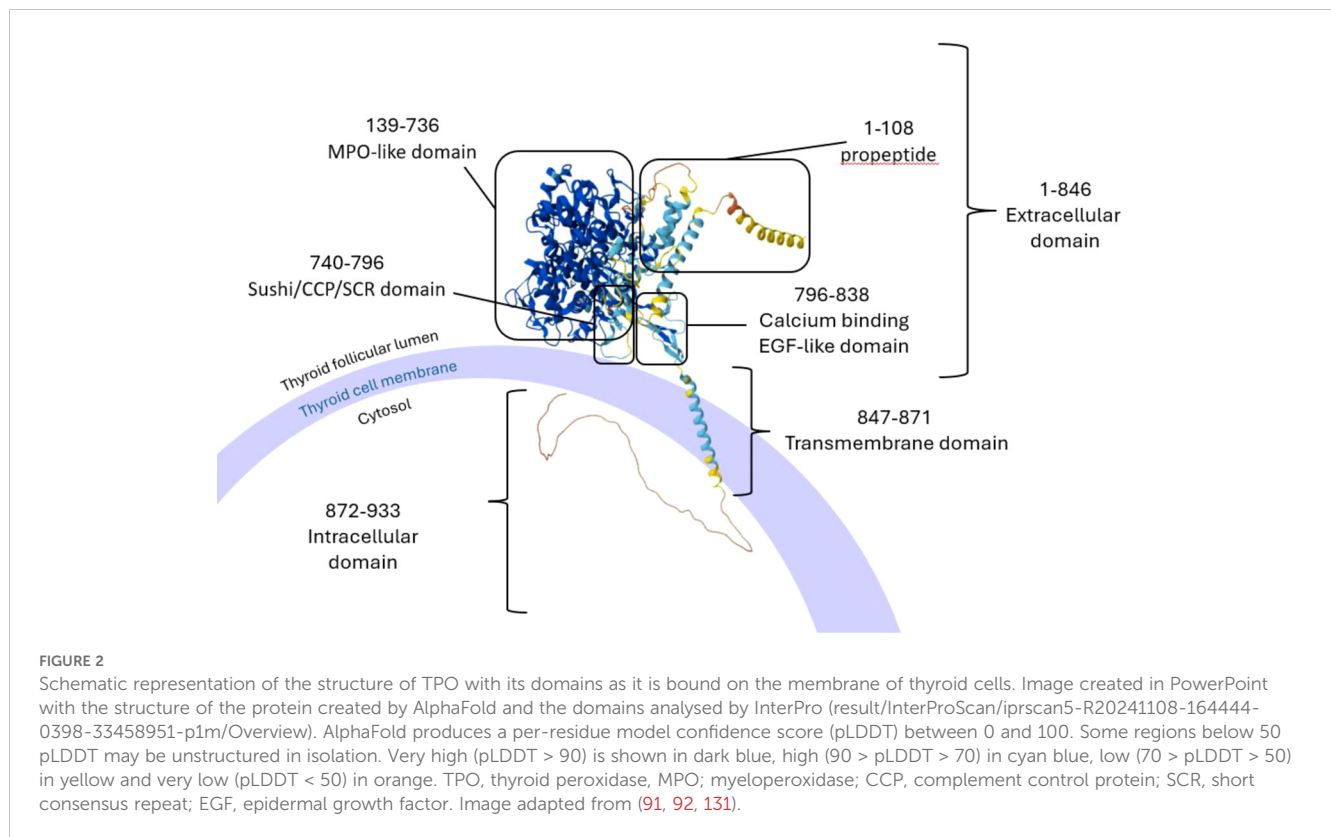 139-736
MPO-like domain
1-108
propeptide
1-846
Extracellular
domain
740-796
Sushi/CCP/SCR domain
796-838
Calcium binding
EGF-like domain
Thyroid follicular lumen
Thyroid cell membrane
Cytosol
847-871
Transmembrane domain
872-933
Intracellular
domain
FIGURE 2
Schematic representation of the structure of TPO with its domains as it is bound on the membrane of thyroid cells. Image created in PowerPoint
with the structure of the protein created by AlphaFold and the domains analysed by InterPro (result/InterProScan/iprscan5-R20241108-164444-
0398-33458951-p1m/Overview). AlphaFold produces a per-residue model confidence score (pLDDT) between 0 and 100. Some regions below 50
pLDDT may be unstructured in isolation. Very high (pLDDT > 90) is shown in dark blue, high (90 > pLDDT > 70) in cyan blue, low (70 > pLDDT > 50)
in yellow and very low (pLDDT < 50) in orange. TPO, thyroid peroxidase, MPO; myeloperoxidase; CCP, complement control protein; SCR, short
consensus repeat; EGF, epidermal growth factor. Image adapted from (91, 92, 131).